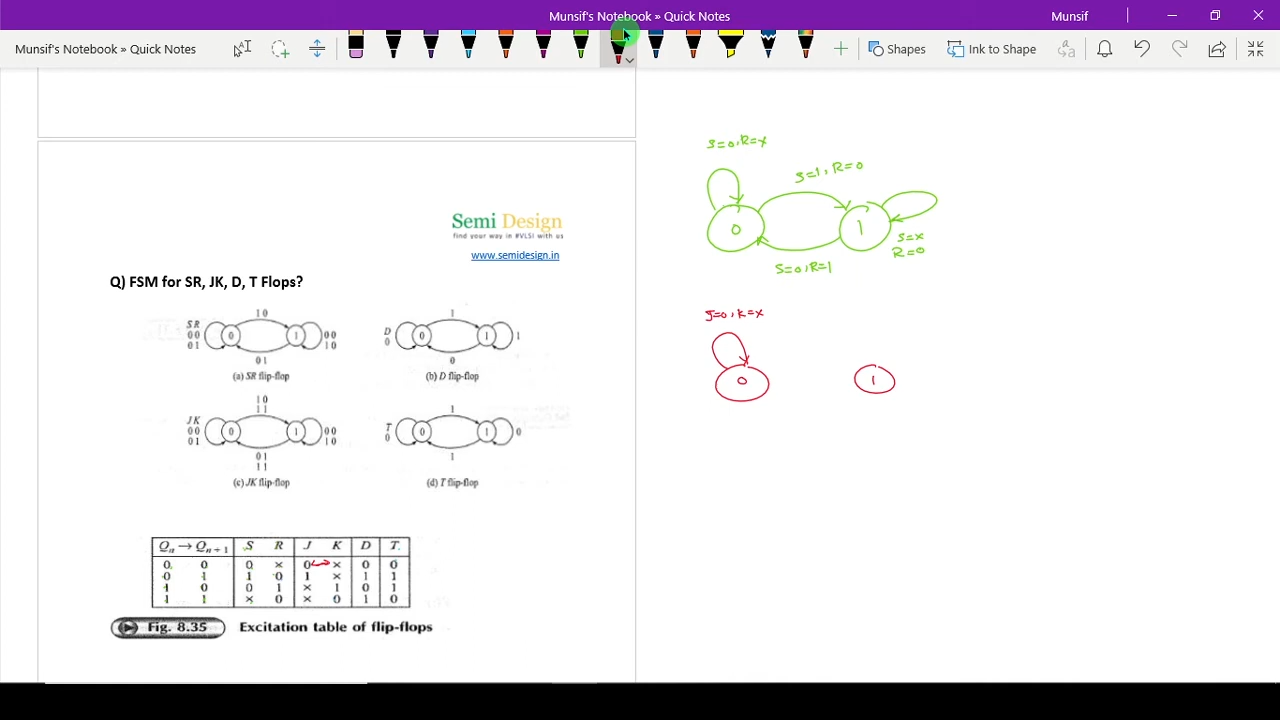 Munsif's Notebook » Quick Notes
Munsif
Munsif's Notebook » Quick Notes
Shapes
Ink to Shape
Semi Design
find your way in #VLSI with us
www.semidesign.in
Q) FSM for SR, JK, D, T Flops?
1 0
SR
0 0
0 1
0
1
0 0
1 0
0 1
(a) SR flip-flop
1
D
0
0
1
1
0
(b) D flip-flop
1 0
1 1
JK
0 0
0 1
0
1
0 0
1 0
0 1
1 1
(c) JK flip-flop
1
T
0
0
1
0
1
(d) T flip-flop
Qn → Qn+1 S R J K D T
0 0 0 × 0 × 0 0
0 1 1 0 1 × 1 1
1 0 0 1 × 1 0 1
1 1 × 0 × 0 1 0
Fig. 8.35 Excitation table of flip-flops
S=0, R=x
S=1, R=0
0
1
S=x
R=0
S=0, R=1
J=0, K=x
0
1